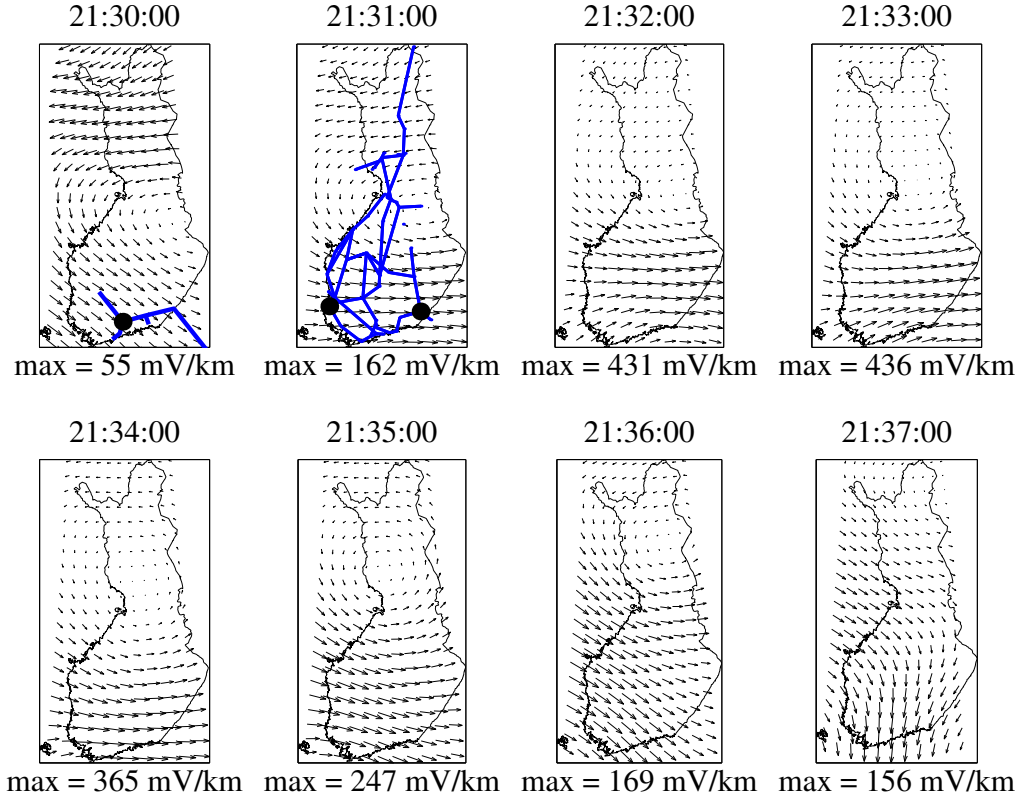 21:30:00 21:31:00 21:32:00 21:33:00
max = 55 mV/km max = 162 mV/km max = 431 mV/km max = 436 mV/km
21:34:00 21:35:00 21:36:00 21:37:00
max = 365 mV/km max = 247 mV/km max = 169 mV/km max = 156 mV/km